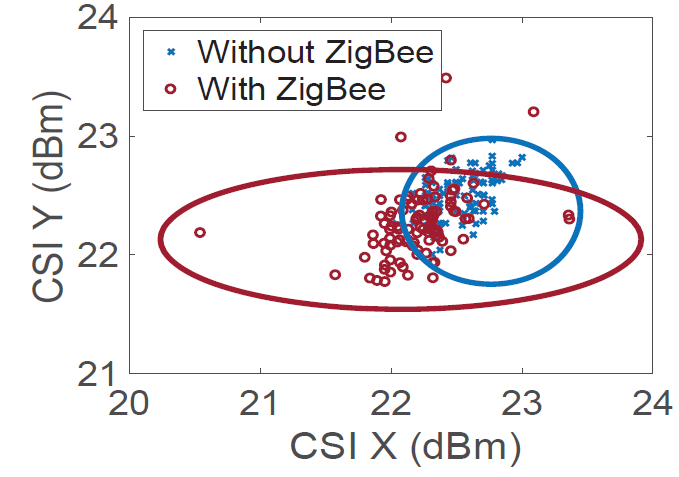 24
23
22
21
CSI Y (dBm)
Without ZigBee
With ZigBee
20 21 22 23 24
CSI X (dBm)